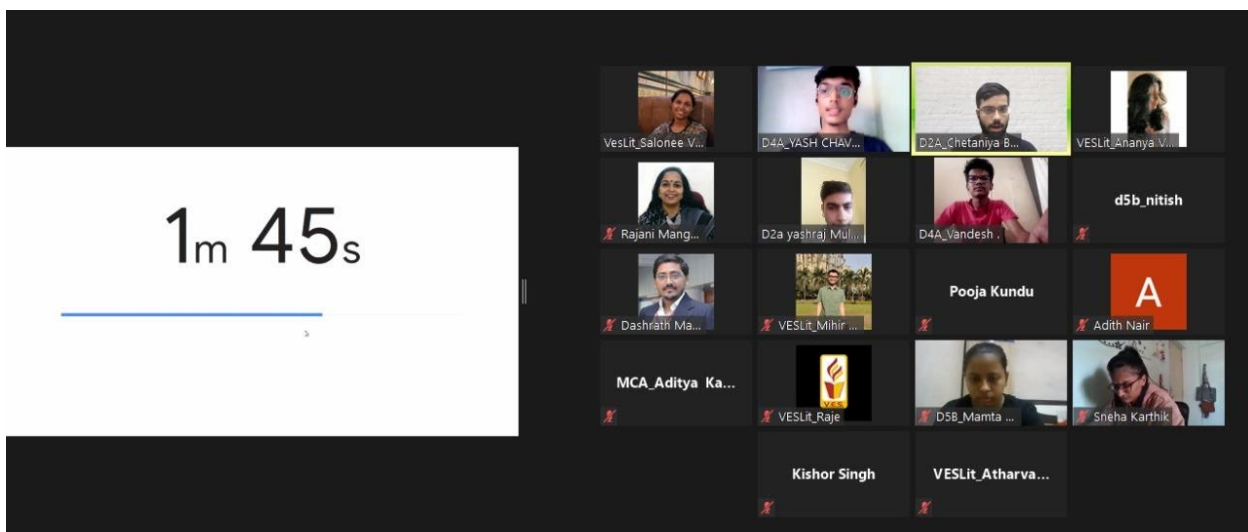 1m 45s
VesLit_Salonee V...
D4A_YASH CHAV...
D2A_Chetaniya B...
VESLit_Ananya V...
Rajani Mang...
D2a yashraj Mul...
D4A_Vandesh .
d5b_nitish
Dashrath Ma...
VESLit_Mihir ...
Pooja Kundu
A
Adith Nair
MCA_Aditya Ka...
V.E.S.
VESLit_Raje
D5B_Mamta ...
Sneha Karthik
Kishor Singh
VESLit_Atharva...